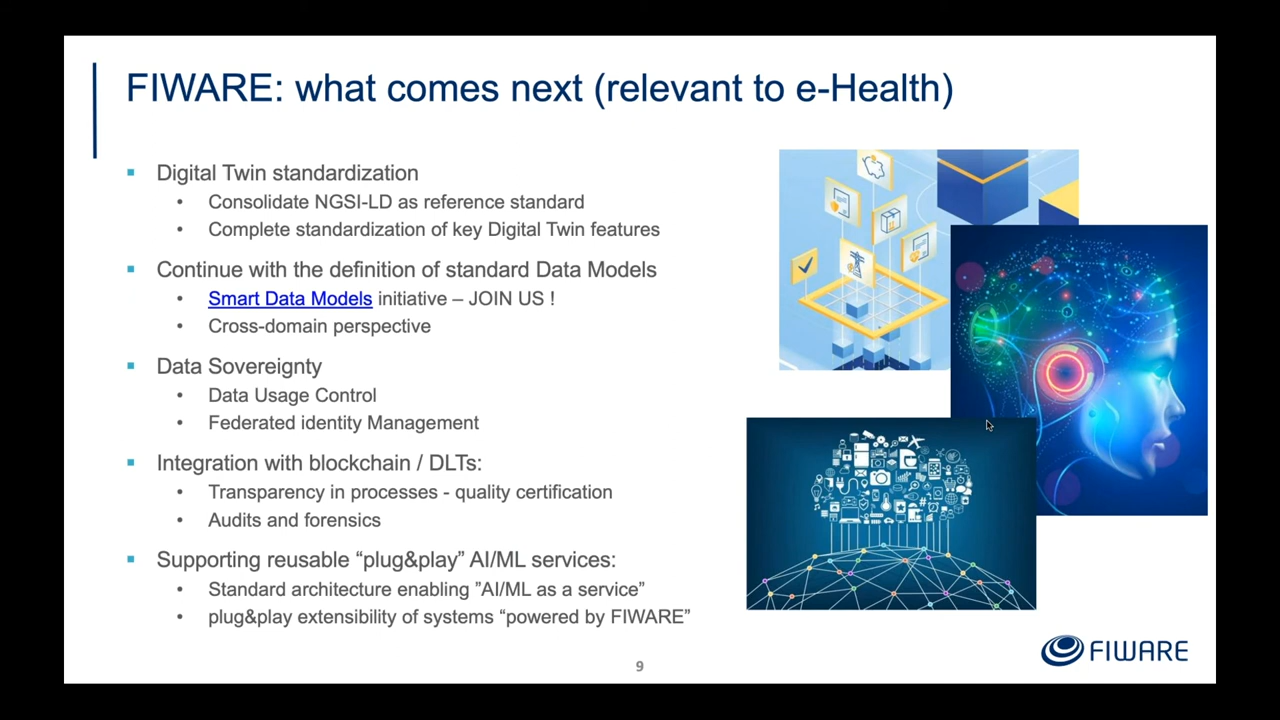 FIWARE: what comes next (relevant to e-Health)
Digital Twin standardization
Consolidate NGSI-LD as reference standard
Complete standardization of key Digital Twin features
Continue with the definition of standard Data Models
Smart Data Models initiative – JOIN US !
Cross-domain perspective
Data Sovereignty
Data Usage Control
Federated identity Management
Integration with blockchain / DLTs:
Transparency in processes - quality certification
Audits and forensics
Supporting reusable “plug&play” AI/ML services:
Standard architecture enabling ”AI/ML as a service”
plug&play extensibility of systems “powered by FIWARE”
9
FIWARE